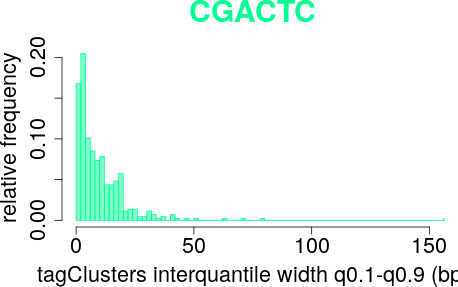 CGACTC
relative frequency
0.20
0.10
0.00
0
50
100
150
tagClusters interquantile width q0.1-q0.9 (bp